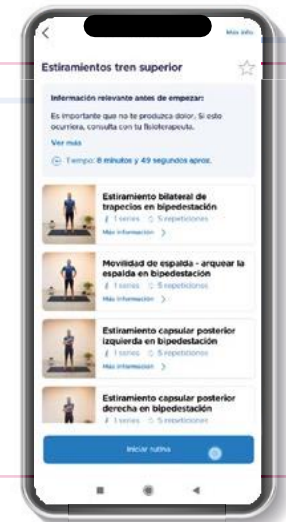 Más info
Estiramientos tren superior
Información relevante antes de empezar:
Es importante que no te produzca dolor. Si esto
ocurriera, consulta con tu fisioterapeuta.
Ver más
Tiempo: 8 minutos y 49 segundos aprox.
Estiramiento bilateral de
trapecios en bipedestación
1 series 5 repeticiones
Más información
Movilidad de espalda - arquear la
espalda en bipedestación
1 series 5 repeticiones
Más información
Estiramiento capsular posterior
izquierda en bipedestación
1 series 5 repeticiones
Más información
Estiramiento capsular posterior
derecha en bipedestación
1 series 5 repeticiones
Iniciar rutina